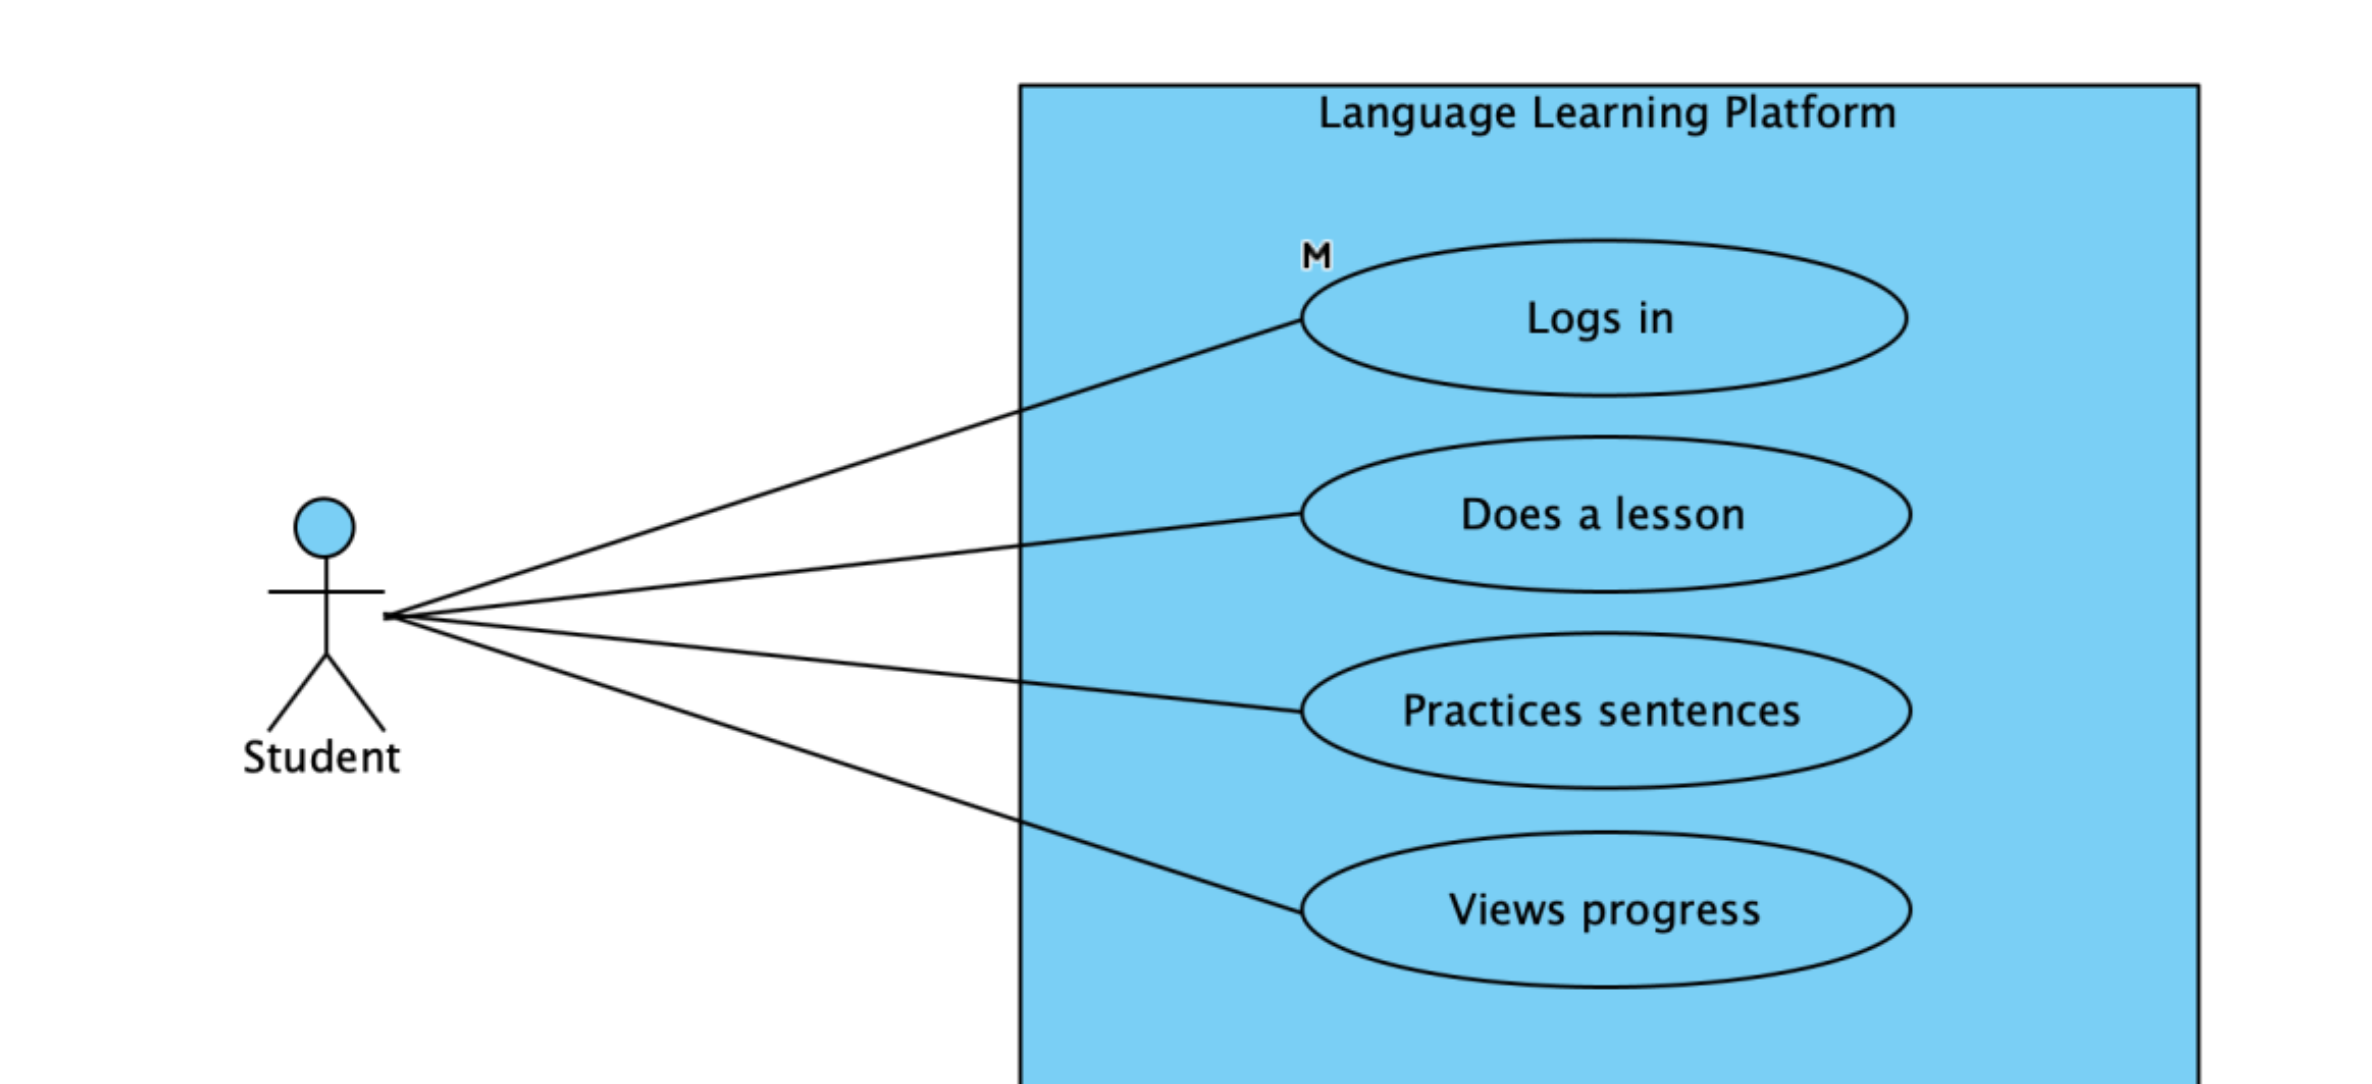 Language Learning Platform
M
Logs in
Does a lesson
Practices sentences
Views progress
Student